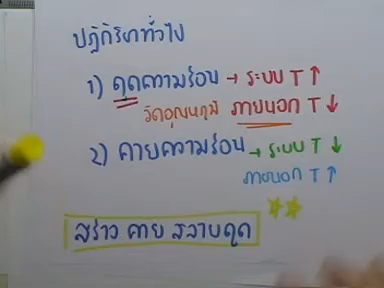 ปฏิกิริยาทั่วไป
1) ดูดความร้อน → ระบบ T ↑
วัดอุณหภูมิ ภายนอก T ↓
2) คายความร้อน → ระบบ T ↓
ภายนอก T ↑
สร้าง คาย สลายดูด